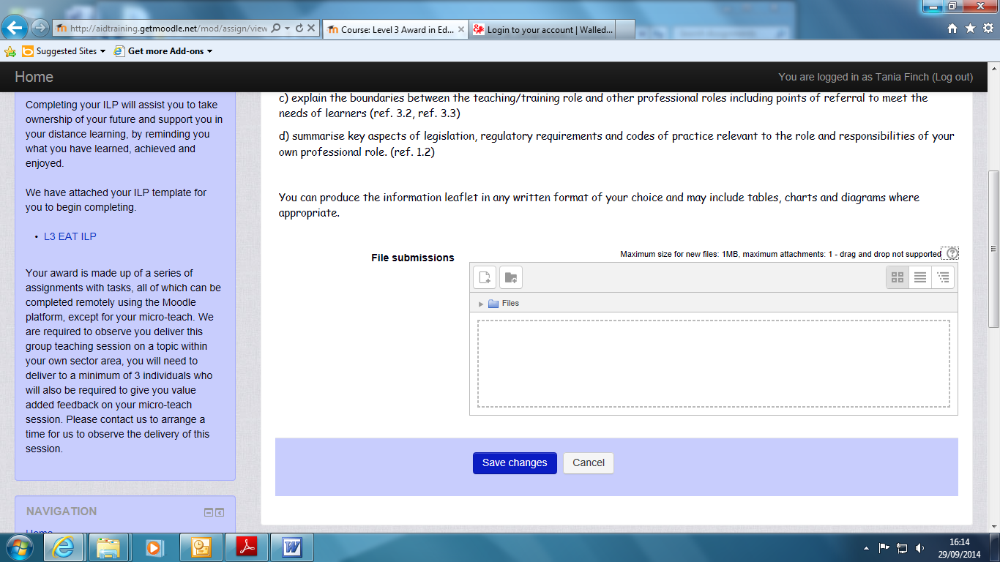 http://aidtraining.getmoodle.net/mod/assign/view
Course: Level 3 Award in Ed...
Login to your account | Walled...
Suggested Sites
Get more Add-ons
Home
You are logged in as Tania Finch (Log out)
Completing your ILP will assist you to take
ownership of your future and support you in
your distance learning, by reminding you
what you have learned, achieved and
enjoyed.
We have attached your ILP template for
you to begin completing.
• L3 EAT ILP
Your award is made up of a series of
assignments with tasks, all of which can be
completed remotely using the Moodle
platform, except for your micro-teach. We
are required to observe you deliver this
group teaching session on a topic within
your own sector area, you will need to
deliver to a minimum of 3 individuals who
will also be required to give you value
added feedback on your micro-teach
session. Please contact us to arrange a
time for us to observe the delivery of this
session.
NAVIGATION
Home
c) explain the boundaries between the teaching/training role and other professional roles including points of referral to meet the
needs of learners (ref. 3.2, ref. 3.3)
d) summarise key aspects of legislation, regulatory requirements and codes of practice relevant to the role and responsibilities of your
own professional role. (ref. 1.2)
You can produce the information leaflet in any written format of your choice and may include tables, charts and diagrams where
appropriate.
File submissions
Maximum size for new files: 1MB, maximum attachments: 1 - drag and drop not supported
Files
Save changes
Cancel
16:14
29/09/2014